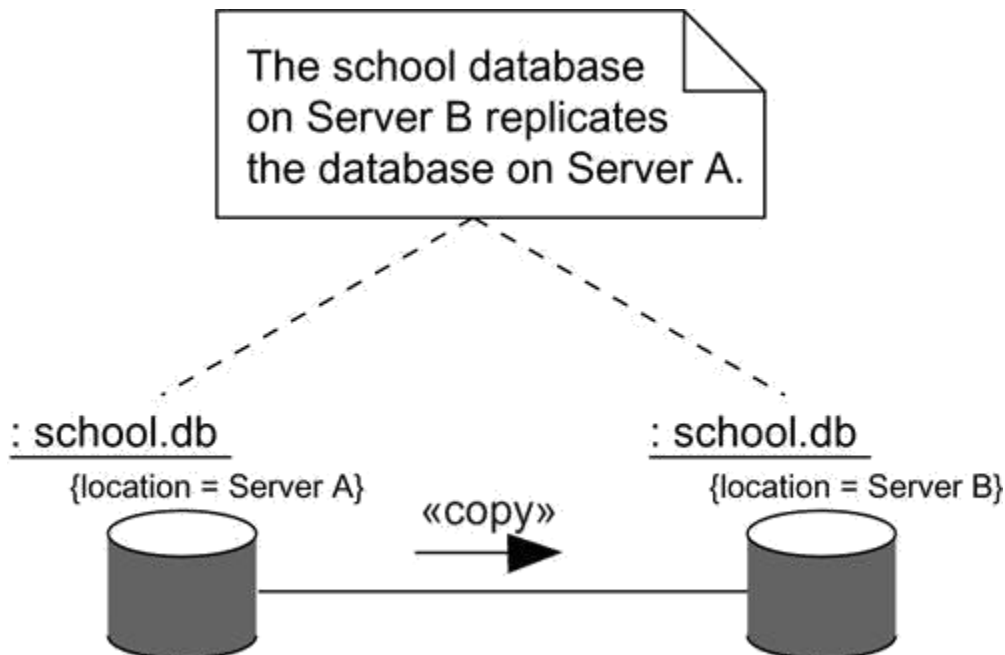 The school database
on Server B replicates
the database on Server A.
: school.db
{location = Server A}
: school.db
{location = Server B}
«copy»